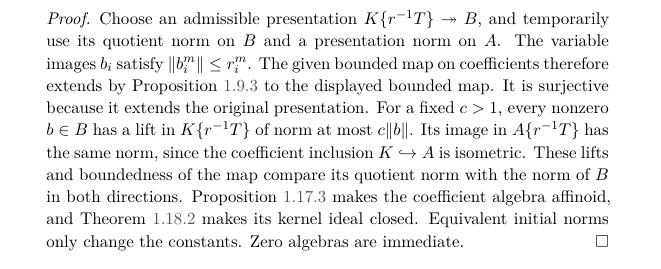 Proof. Choose an admissible presentation K{r⁻¹T} ↠ B, and temporarily
use its quotient norm on B and a presentation norm on A. The variable
images bᵢ satisfy ‖bᵢᵐ‖ ≤ rᵢᵐ. The given bounded map on coefficients therefore
extends by Proposition 1.9.3 to the displayed bounded map. It is surjective
because it extends the original presentation. For a fixed c > 1, every nonzero
b ∈ B has a lift in K{r⁻¹T} of norm at most c‖b‖. Its image in A{r⁻¹T} has
the same norm, since the coefficient inclusion K ↪ A is isometric. These lifts
and boundedness of the map compare its quotient norm with the norm of B
in both directions. Proposition 1.17.3 makes the coefficient algebra affinoid,
and Theorem 1.18.2 makes its kernel ideal closed. Equivalent initial norms
only change the constants. Zero algebras are immediate. □